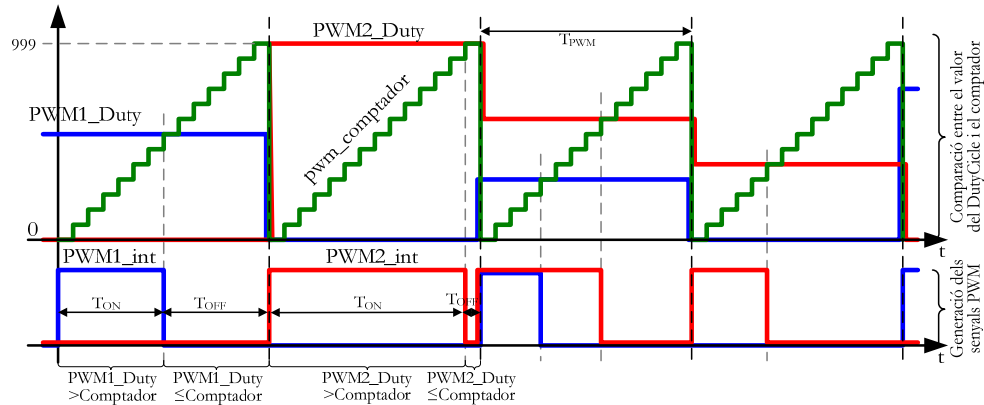 999
PWM2_Duty
TPWM
PWM1_Duty
pwm_comptador
0
t
Comparació entre el valor
del DutyCicle i el comptador
PWM1_int
PWM2_int
TON
TOFF
TON
TOFF
t
Generació dels
senyals PWM
PWM1_Duty
>Comptador
PWM1_Duty
≤Comptador
PWM2_Duty
>Comptador
PWM2_Duty
≤Comptador